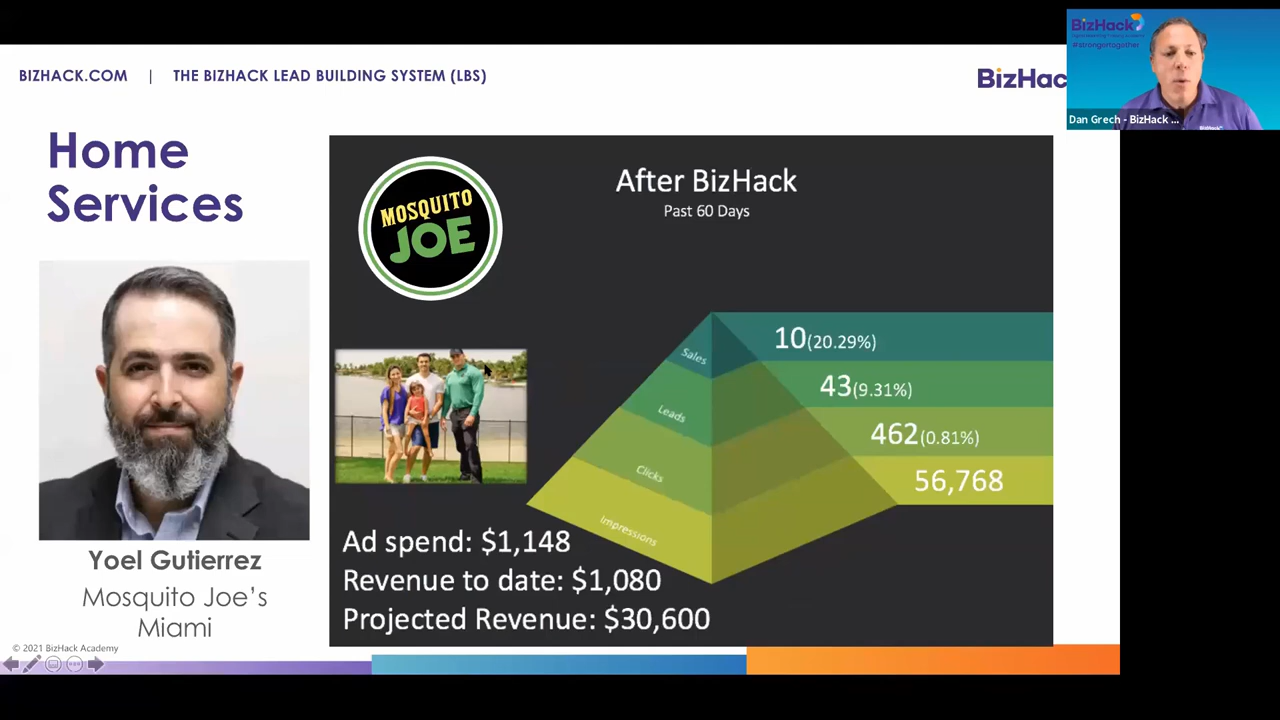 BIZHACK.COM | THE BIZHACK LEAD BUILDING SYSTEM (LBS)
BizHac
BizHack
#strongertogether
Dan Grech - BizHack ...
Home
Services
MOSQUITO
JOE
After BizHack
Past 60 Days
Sales
10(20.29%)
Leads
43(9.31%)
Clicks
462(0.81%)
Impressions
56,768
Ad spend: $1,148
Revenue to date: $1,080
Projected Revenue: $30,600
Yoel Gutierrez
Mosquito Joe's
Miami
© 2021 BizHack Academy
BizHack